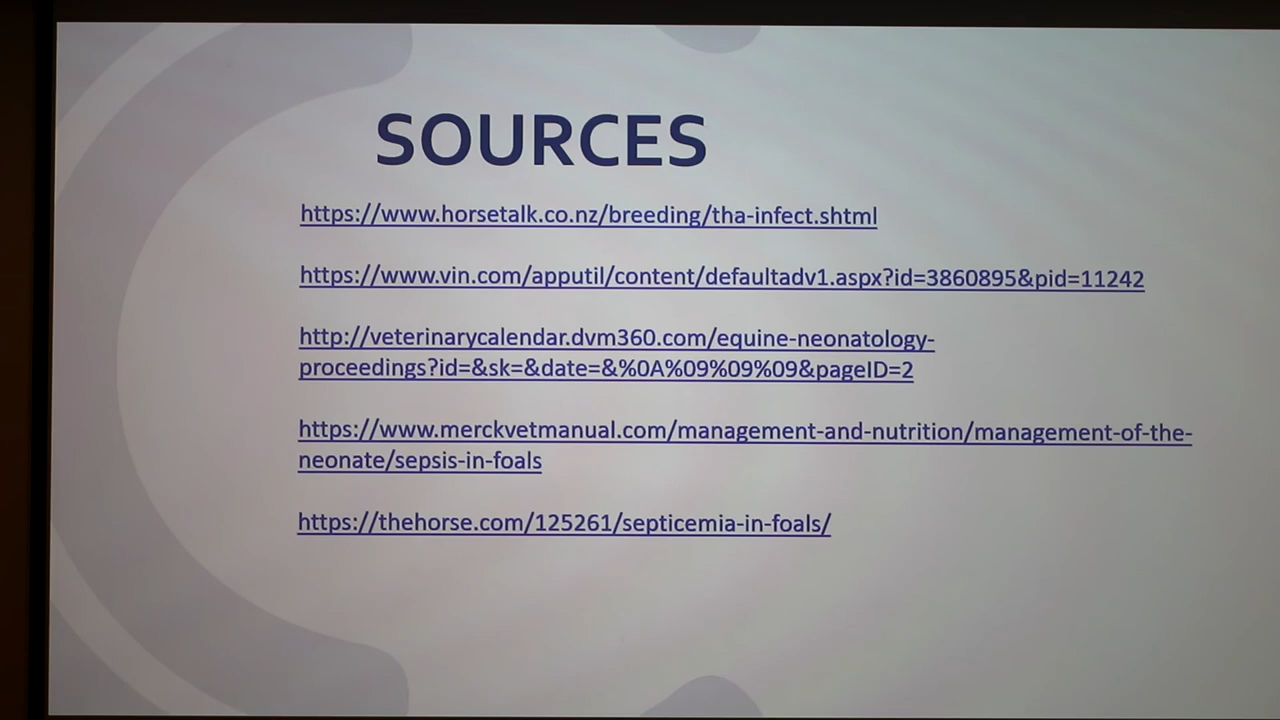 SOURCES
https://www.horsetalk.co.nz/breeding/tha-infect.shtml
https://www.vin.com/apputil/content/defaultadv1.aspx?id=3860895&pid=11242
http://veterinarycalendar.dvm360.com/equine-neonatology-
proceedings?id=&sk=&date=&%0A%09%09%09&pageID=2
https://www.merckvetmanual.com/management-and-nutrition/management-of-the-
neonate/sepsis-in-foals
https://thehorse.com/125261/septicemia-in-foals/